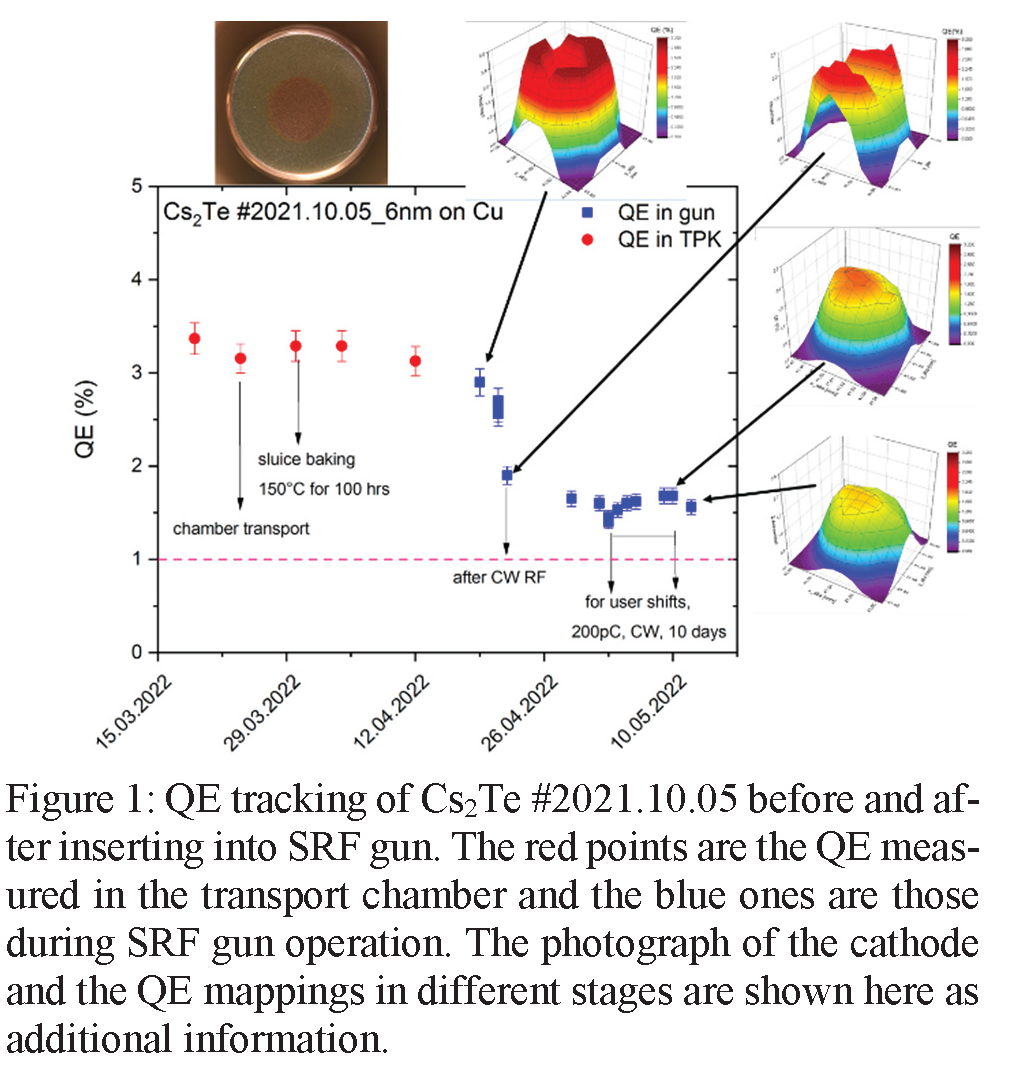 QE (%)
QE(%)
5
Cs₂Te #2021.10.05_6nm on Cu
QE in gun
QE in TPK
4
3
2
1
0
QE (%)
sluice baking
150°C for 100 hrs
chamber transport
after CW RF
for user shifts,
200pC, CW, 10 days
QE
QE
15.03.2022
29.03.2022
12.04.2022
26.04.2022
10.05.2022
Figure 1: QE tracking of Cs₂Te #2021.10.05 before and af-
ter inserting into SRF gun. The red points are the QE meas-
ured in the transport chamber and the blue ones are those
during SRF gun operation. The photograph of the cathode
and the QE mappings in different stages are shown here as
additional information.